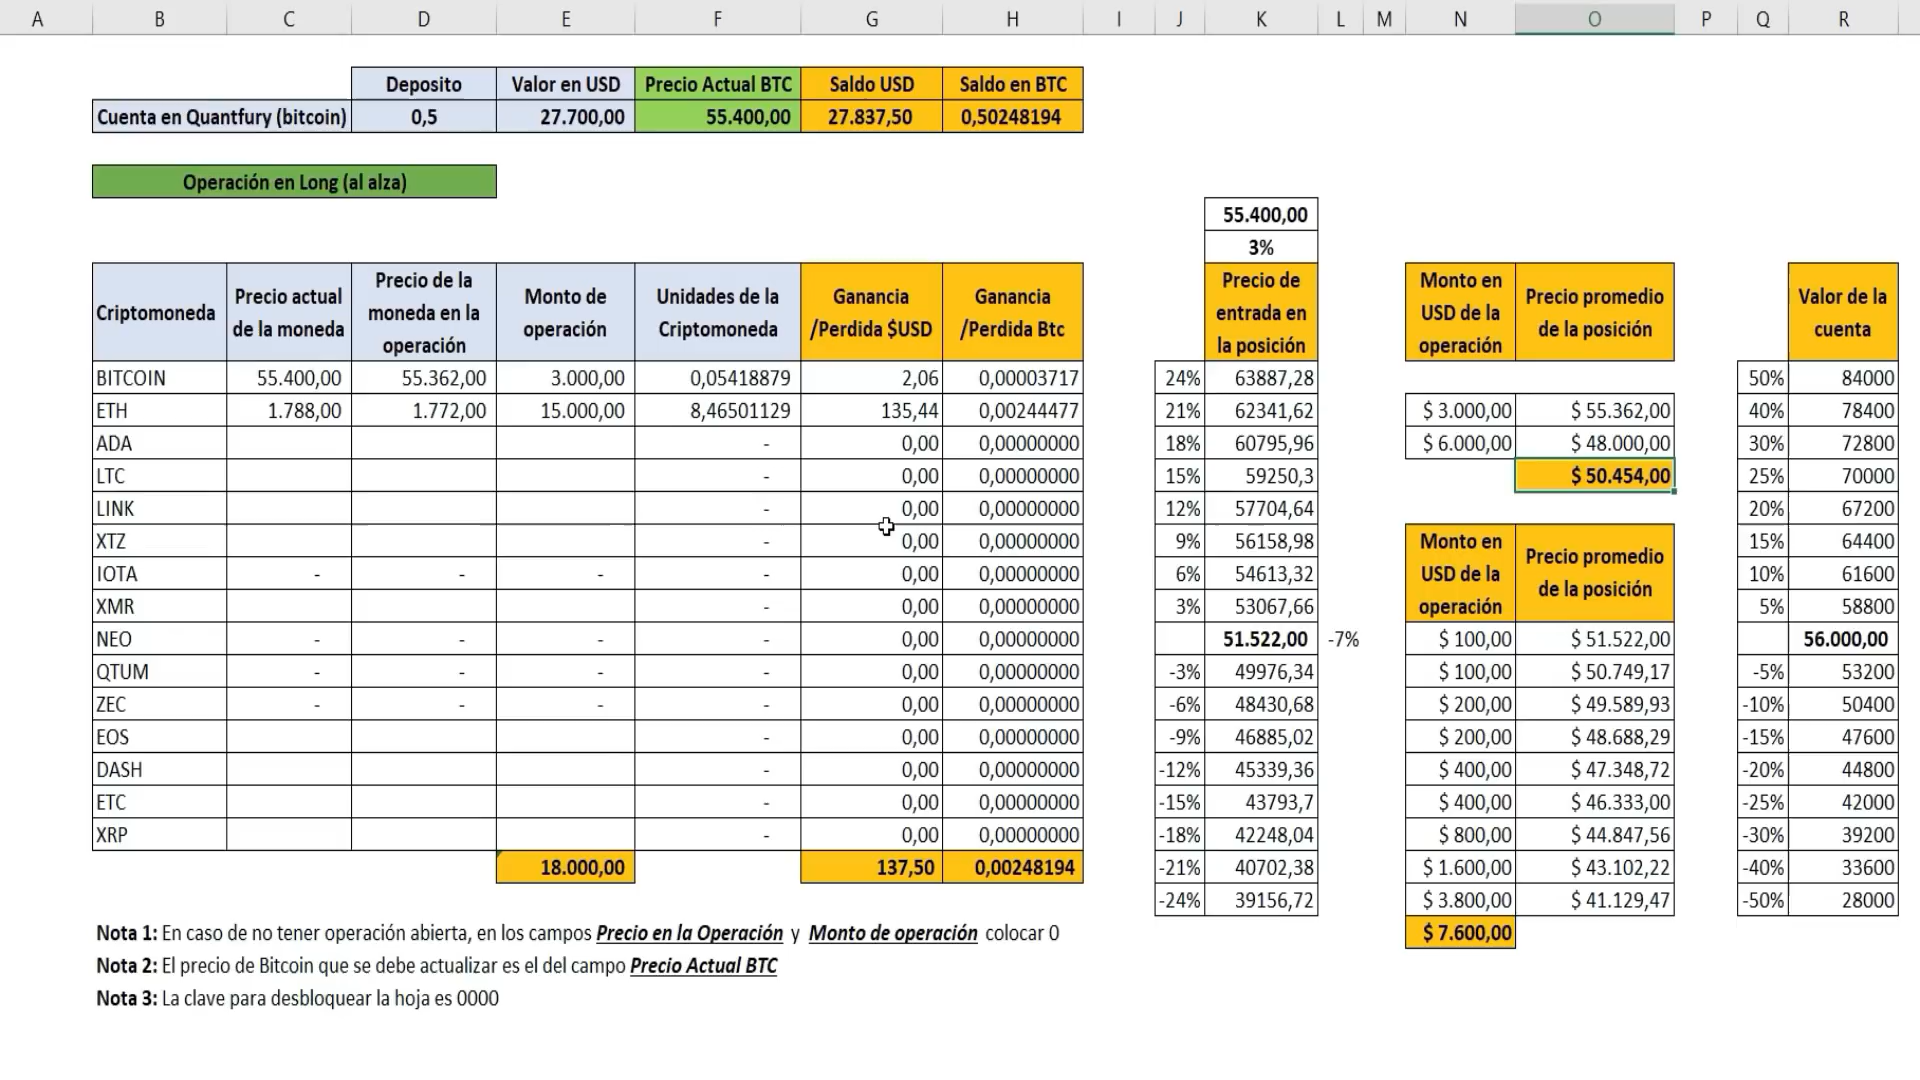 A B C D E F G H I J K L M N O P Q R
Deposito Valor en USD Precio Actual BTC Saldo USD Saldo en BTC
Cuenta en Quantfury (bitcoin) 0,5 27.700,00 55.400,00 27.837,50 0,50248194
Operación en Long (al alza)
55.400,00
3%
Criptomoneda
Precio actual
de la moneda
Precio de la
moneda en la
operación
Monto de
operación
Unidades de la
Criptomoneda
Ganancia
/Perdida $USD
Ganancia
/Perdida Btc
BITCOIN 55.400,00 55.362,00 3.000,00 0,05418879 2,06 0,00003717
ETH 1.788,00 1.772,00 15.000,00 8,46501129 135,44 0,00244477
ADA - 0,00 0,00000000
LTC - 0,00 0,00000000
LINK - 0,00 0,00000000
XTZ - 0,00 0,00000000
IOTA - - - - 0,00 0,00000000
XMR - 0,00 0,00000000
NEO - - - - 0,00 0,00000000
QTUM - - - - 0,00 0,00000000
ZEC - - - - 0,00 0,00000000
EOS - 0,00 0,00000000
DASH - 0,00 0,00000000
ETC - 0,00 0,00000000
XRP - 0,00 0,00000000
18.000,00 137,50 0,00248194
Nota 1: En caso de no tener operación abierta, en los campos Precio en la Operación y Monto de operación colocar 0
Nota 2: El precio de Bitcoin que se debe actualizar es el del campo Precio Actual BTC
Nota 3: La clave para desbloquear la hoja es 0000
Precio de
entrada en
la posición
24% 63887,28
21% 62341,62
18% 60795,96
15% 59250,3
12% 57704,64
9% 56158,98
6% 54613,32
3% 53067,66
51.522,00 -7%
-3% 49976,34
-6% 48430,68
-9% 46885,02
-12% 45339,36
-15% 43793,7
-18% 42248,04
-21% 40702,38
-24% 39156,72
Monto en
USD de la
operación
Precio promedio
de la posición
$ 3.000,00 $ 55.362,00
$ 6.000,00 $ 48.000,00
$ 50.454,00
Monto en
USD de la
operación
Precio promedio
de la posición
$ 100,00 $ 51.522,00
$ 100,00 $ 50.749,17
$ 200,00 $ 49.589,93
$ 200,00 $ 48.688,29
$ 400,00 $ 47.348,72
$ 400,00 $ 46.333,00
$ 800,00 $ 44.847,56
$ 1.600,00 $ 43.102,22
$ 3.800,00 $ 41.129,47
$ 7.600,00
Valor de la
cuenta
50% 84000
40% 78400
30% 72800
25% 70000
20% 67200
15% 64400
10% 61600
5% 58800
56.000,00
-5% 53200
-10% 50400
-15% 47600
-20% 44800
-25% 42000
-30% 39200
-40% 33600
-50% 28000